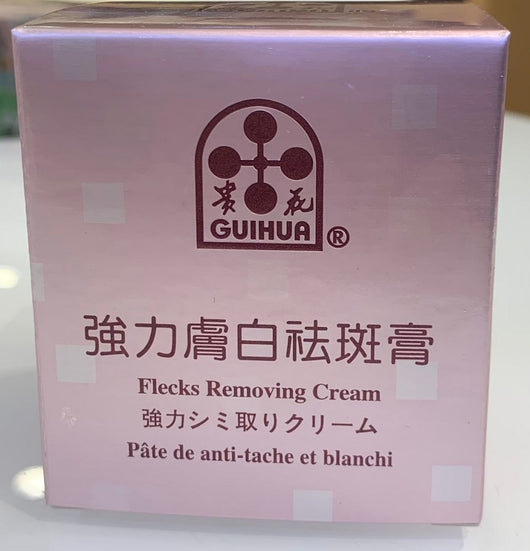 貴花
GUIHUA®
強力膚白祛斑膏
Flecks Removing Cream
強力シミ取りクリーム
Pâte de anti-tache et blanchi